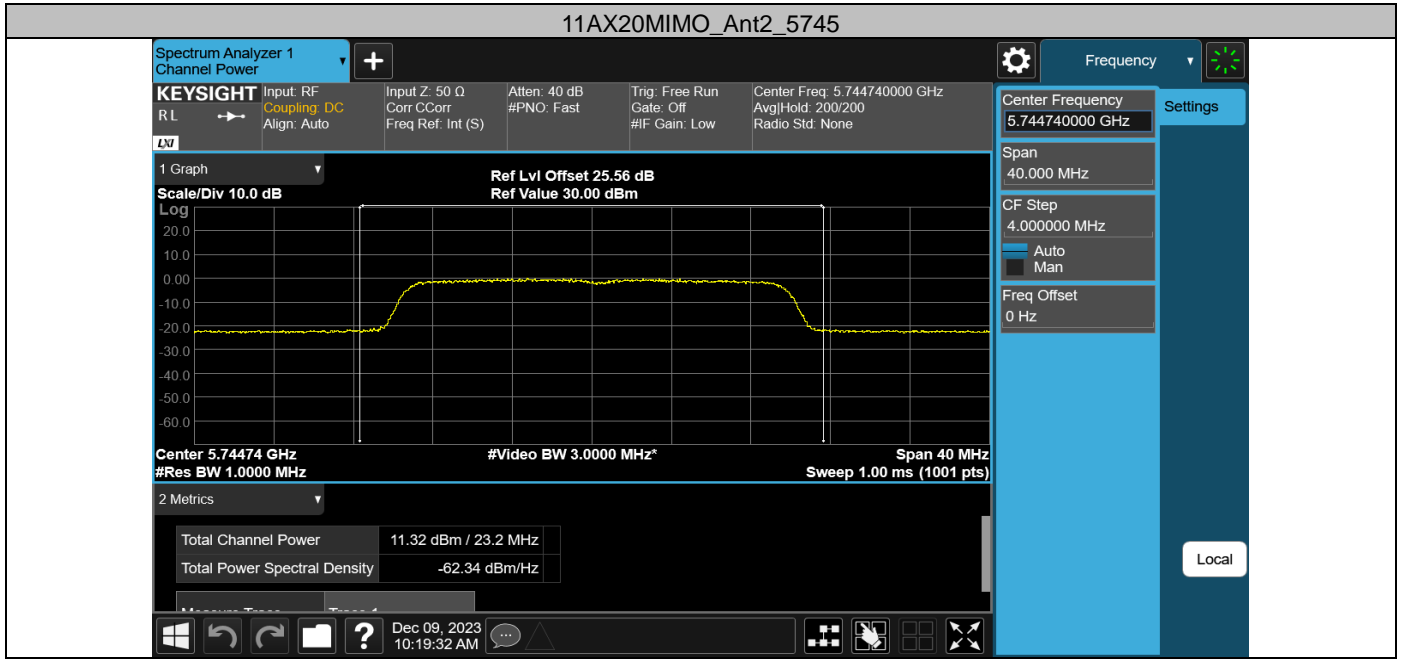 11AX20MIMO_Ant2_5745
Spectrum Analyzer 1
Channel Power
Frequency
KEYSIGHT
R L
LXI
Input: RF
Coupling: DC
Align: Auto
Input Z: 50 Ω
Corr CCorr
Freq Ref: Int (S)
Atten: 40 dB
#PNO: Fast
Trig: Free Run
Gate: Off
#IF Gain: Low
Center Freq: 5.744740000 GHz
Avg|Hold: 200/200
Radio Std: None
Center Frequency
5.744740000 GHz
Settings
Span
40.000 MHz
CF Step
4.000000 MHz
Auto
Man
Freq Offset
0 Hz
Local
1 Graph
Scale/Div 10.0 dB
Ref Lvl Offset 25.56 dB
Ref Value 30.00 dBm
Log
20.0
10.0
0.00
-10.0
-20.0
-30.0
-40.0
-50.0
-60.0
Center 5.74474 GHz
#Video BW 3.0000 MHz*
Span 40 MHz
#Res BW 1.0000 MHz
Sweep 1.00 ms (1001 pts)
2 Metrics
Total Channel Power 11.32 dBm / 23.2 MHz
Total Power Spectral Density -62.34 dBm/Hz
?
Dec 09, 2023
10:19:32 AM